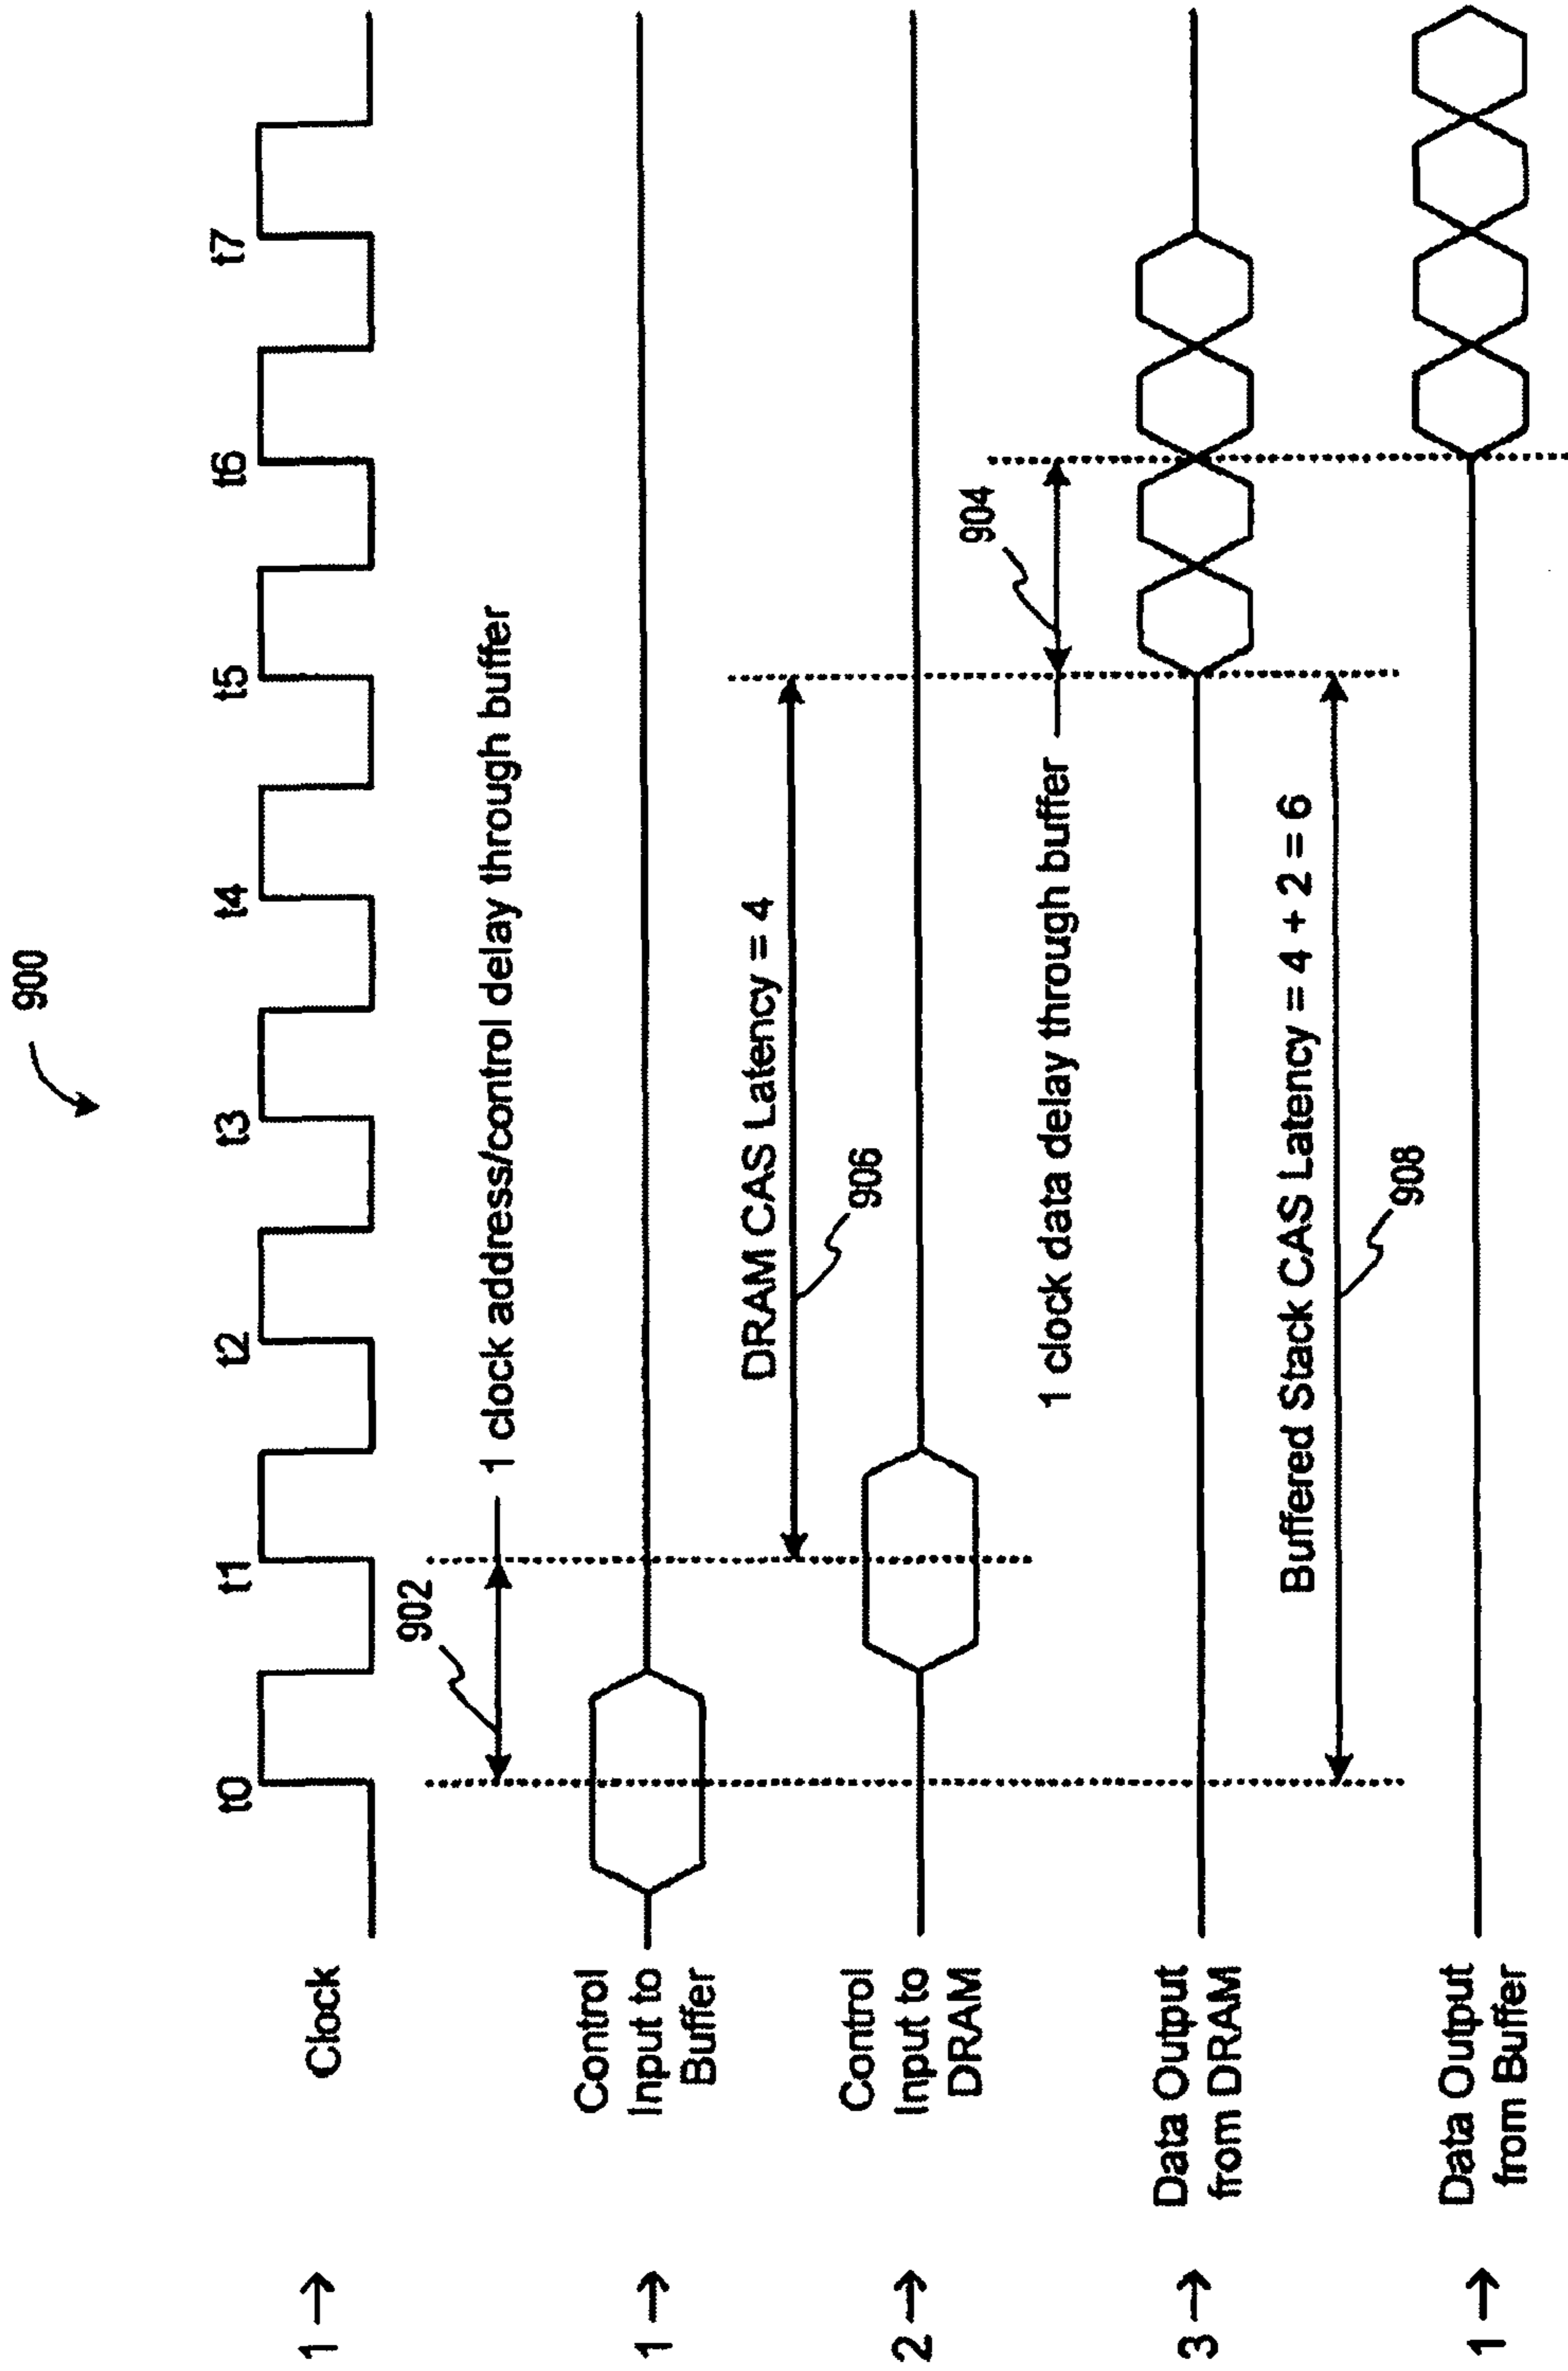 900
t0 t1 t2 t3 t4 t5 t6 t7
1→ Clock
902
1 clock address/control delay through buffer
1→ Control
Input to
Buffer
DRAM CAS Latency = 4
906
2→ Control
Input to
DRAM
904
1 clock data delay through buffer
3→ Data Output
from DRAM
Buffered Stack CAS Latency = 4 + 2 = 6
908
1→ Data Output
from Buffer